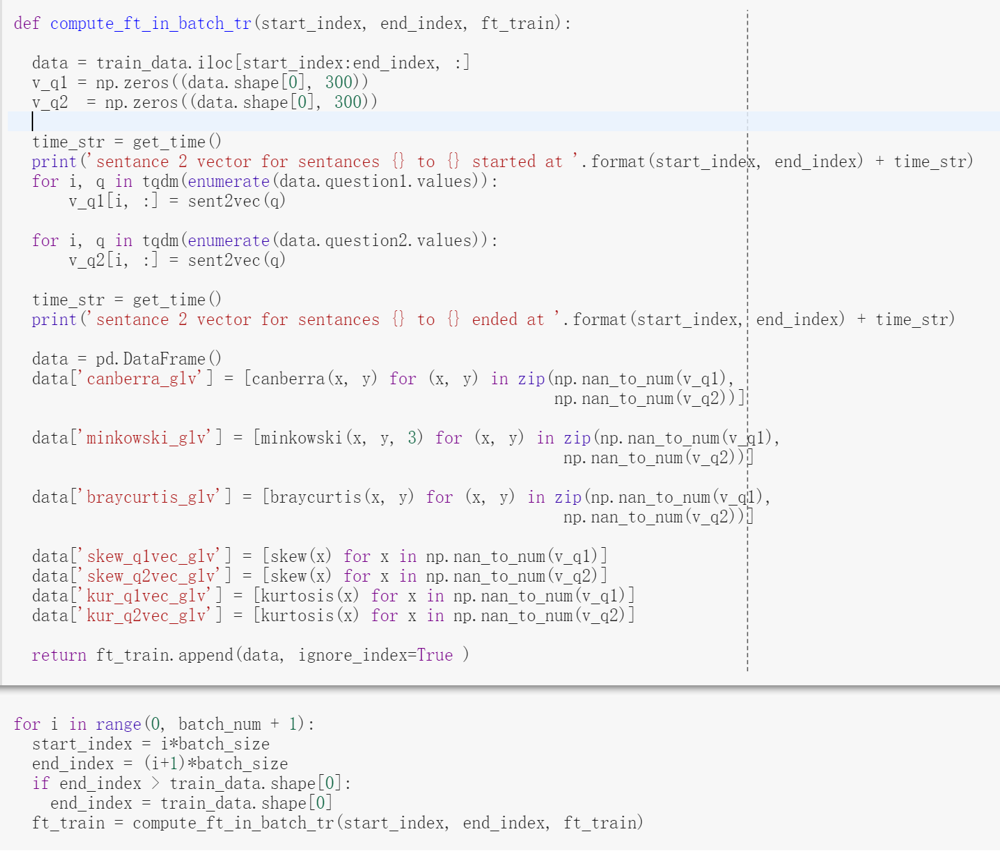 def compute_ft_in_batch_tr(start_index, end_index, ft_train):
data = train_data.iloc[start_index:end_index, :]
v_q1 = np.zeros((data.shape[0], 300))
v_q2  = np.zeros((data.shape[0], 300))
time_str = get_time()
print('sentance 2 vector for sentances {} to {} started at '.format(start_index, end_index) + time_str)
for i, q in tqdm(enumerate(data.question1.values)):
v_q1[i, :] = sent2vec(q)
for i, q in tqdm(enumerate(data.question2.values)):
v_q2[i, :] = sent2vec(q)
time_str = get_time()
print('sentance 2 vector for sentances {} to {} ended at '.format(start_index, end_index) + time_str)
data = pd.DataFrame()
data['canberra_glv'] = [canberra(x, y) for (x, y) in zip(np.nan_to_num(v_q1),
np.nan_to_num(v_q2))]
data['minkowski_glv'] = [minkowski(x, y, 3) for (x, y) in zip(np.nan_to_num(v_q1),
np.nan_to_num(v_q2))]
data['braycurtis_glv'] = [braycurtis(x, y) for (x, y) in zip(np.nan_to_num(v_q1),
np.nan_to_num(v_q2))]
data['skew_q1vec_glv'] = [skew(x) for x in np.nan_to_num(v_q1)]
data['skew_q2vec_glv'] = [skew(x) for x in np.nan_to_num(v_q2)]
data['kur_q1vec_glv'] = [kurtosis(x) for x in np.nan_to_num(v_q1)]
data['kur_q2vec_glv'] = [kurtosis(x) for x in np.nan_to_num(v_q2)]
return ft_train.append(data, ignore_index=True )
for i in range(0, batch_num + 1):
start_index = i*batch_size
end_index = (i+1)*batch_size
if end_index > train_data.shape[0]:
end_index = train_data.shape[0]
ft_train = compute_ft_in_batch_tr(start_index, end_index, ft_train)